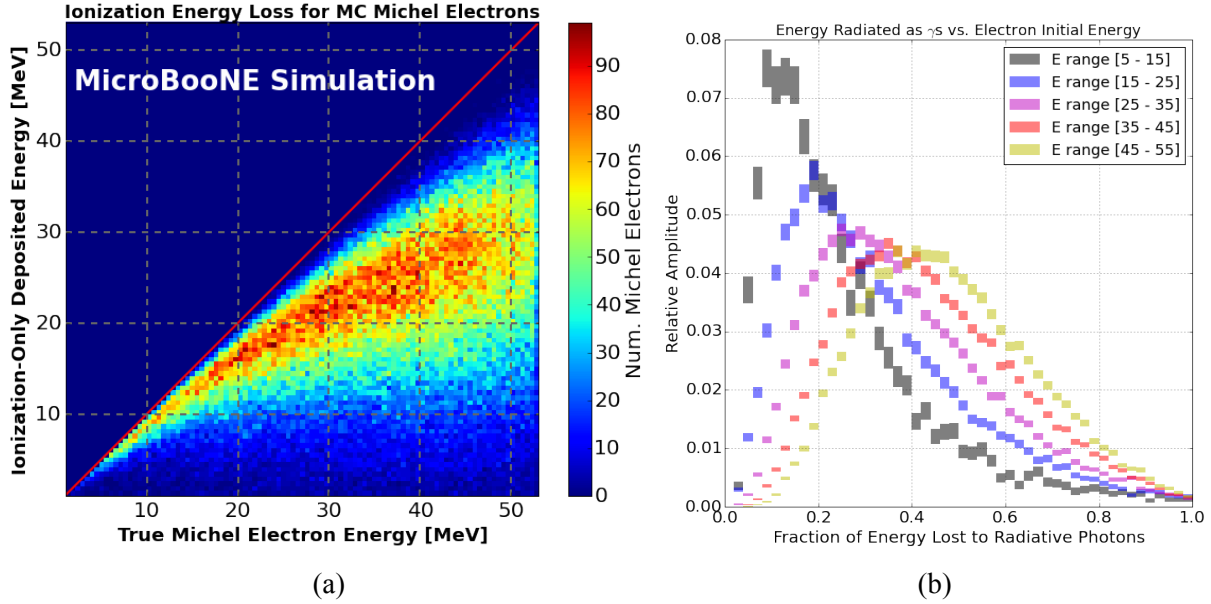 Ionization Energy Loss for MC Michel Electrons
MicroBooNE Simulation
Ionization-Only Deposited Energy [MeV]
50
40
30
20
10
10 20 30 40 50
True Michel Electron Energy [MeV]
90
80
70
60
50
40
30
20
10
0
Num. Michel Electrons
(a)
Energy Radiated as γs vs. Electron Initial Energy
E range [5 - 15]
E range [15 - 25]
E range [25 - 35]
E range [35 - 45]
E range [45 - 55]
Relative Amplitude
0.08
0.07
0.06
0.05
0.04
0.03
0.02
0.01
0.00
0.0 0.2 0.4 0.6 0.8 1.0
Fraction of Energy Lost to Radiative Photons
(b)